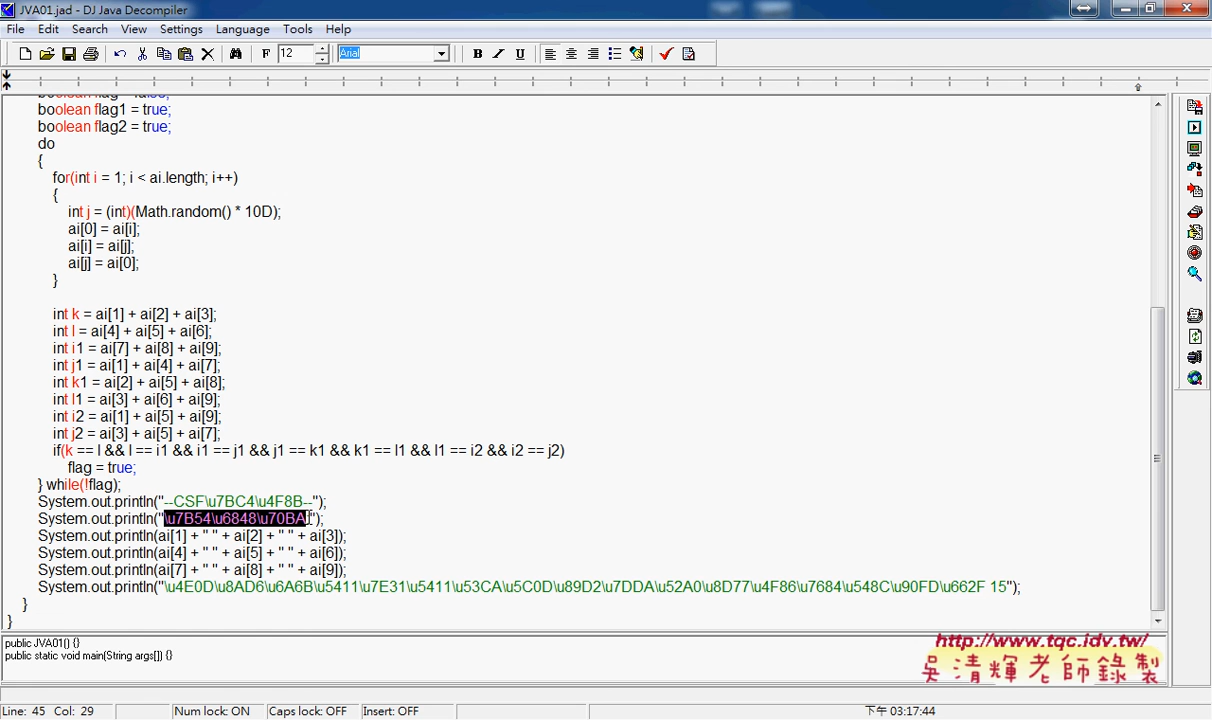 JVA01.jad - DJ Java Decompiler
File Edit Search View Settings Language Tools Help
F 12 Arial B I U
boolean flag = false;
boolean flag1 = true;
boolean flag2 = true;
do
{
for(int i = 1; i < ai.length; i++)
{
int j = (int)(Math.random() * 10D);
ai[0] = ai[i];
ai[i] = ai[j];
ai[j] = ai[0];
}
int k = ai[1] + ai[2] + ai[3];
int l = ai[4] + ai[5] + ai[6];
int i1 = ai[7] + ai[8] + ai[9];
int j1 = ai[1] + ai[4] + ai[7];
int k1 = ai[2] + ai[5] + ai[8];
int l1 = ai[3] + ai[6] + ai[9];
int i2 = ai[1] + ai[5] + ai[9];
int j2 = ai[3] + ai[5] + ai[7];
if(k == l && l == i1 && i1 == j1 && j1 == k1 && k1 == l1 && l1 == i2 && i2 == j2)
flag = true;
} while(!flag);
System.out.println("--CSF\u7BC4\u4F8B--");
System.out.println("\u7B54\u6848\u70BA");
System.out.println(ai[1] + " " + ai[2] + " " + ai[3]);
System.out.println(ai[4] + " " + ai[5] + " " + ai[6]);
System.out.println(ai[7] + " " + ai[8] + " " + ai[9]);
System.out.println("\u4E0D\u8AD6\u6A6B\u5411\u7E31\u5411\u53CA\u5C0D\u89D2\u7DDA\u52A0\u8D77\u4F86\u7684\u548C\u90FD\u662F 15");
}
}
public JVA01() {}
public static void main(String args[]) {}
http://www.tqc.idv.tw/
吳清輝老師錄製
Line: 45 Col: 29 Num lock: ON Caps lock: OFF Insert: OFF 下午 03:17:44